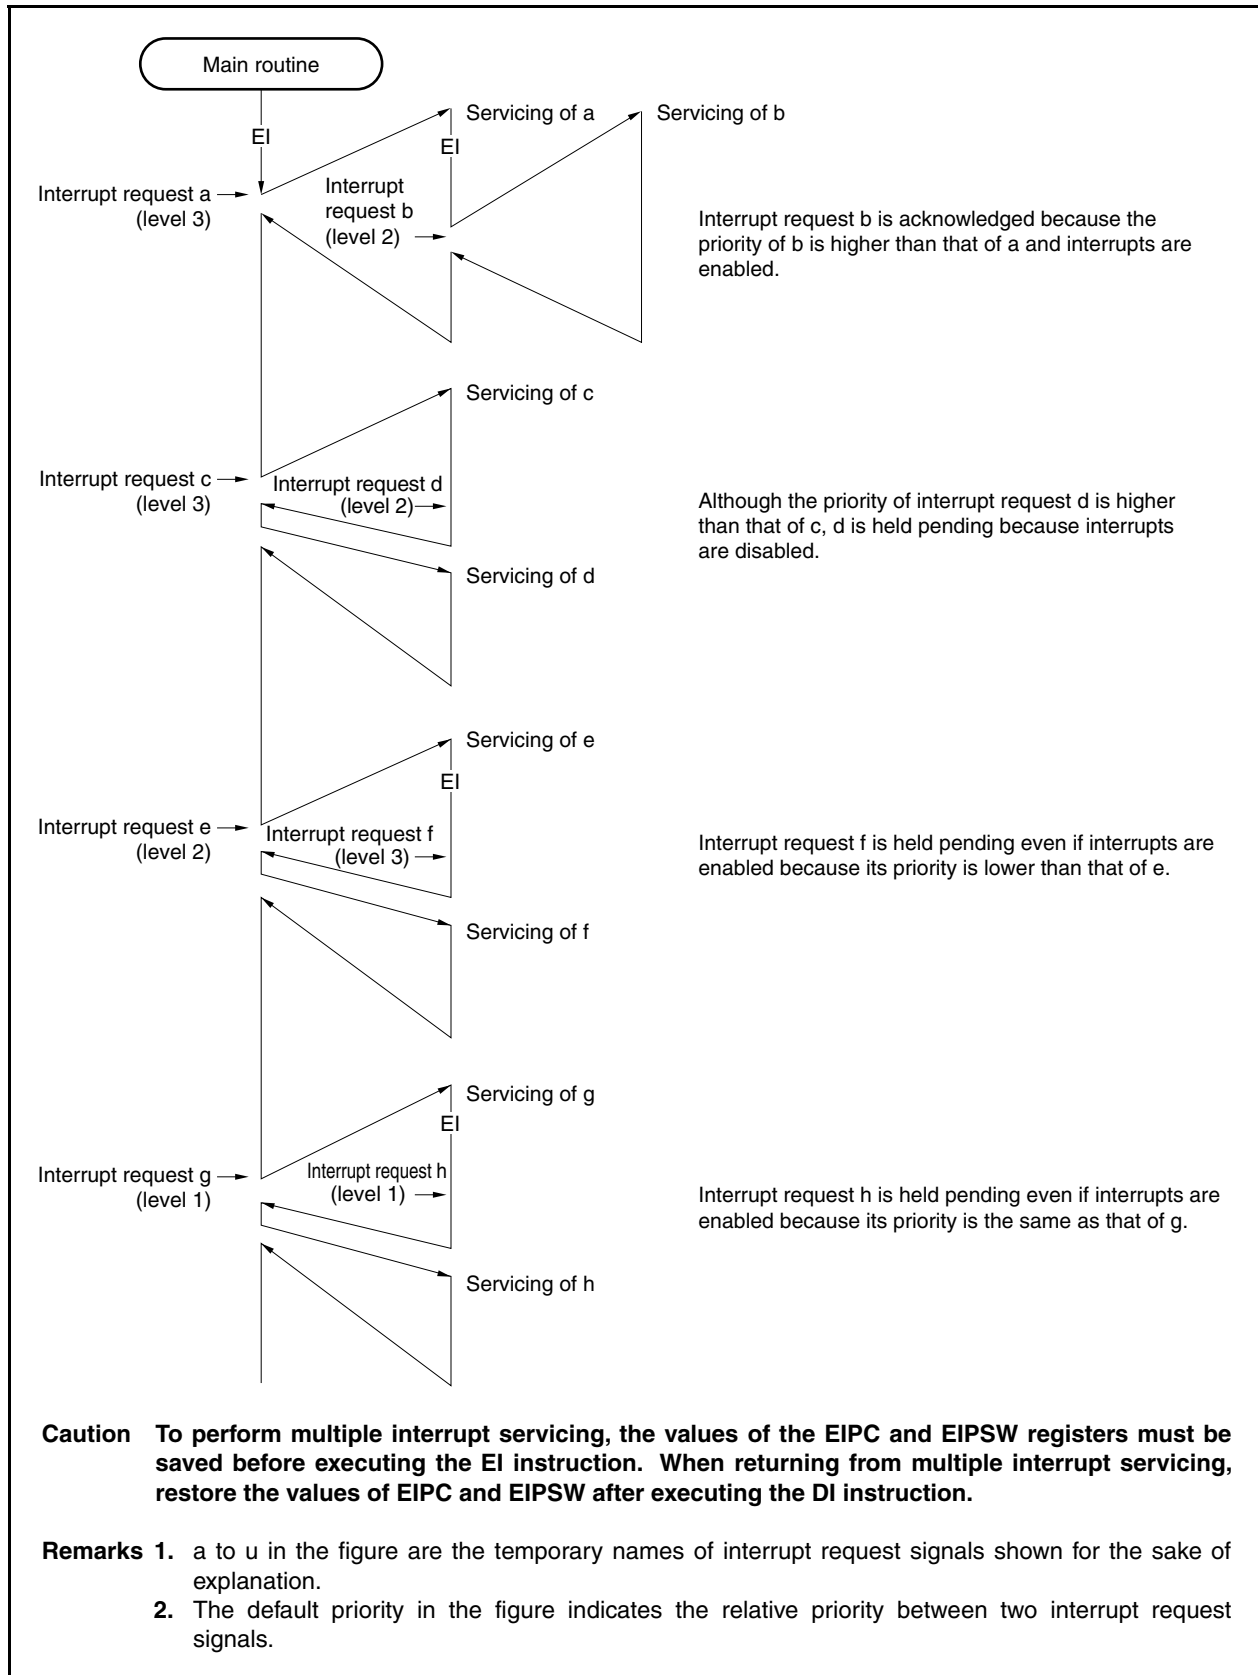 Main routine
EI
Servicing of a
EI
Servicing of b
Interrupt request a
(level 3)
Interrupt
request b
(level 2)
Interrupt request b is acknowledged because the
priority of b is higher than that of a and interrupts are
enabled.
Servicing of c
Interrupt request c
(level 3)
Interrupt request d
(level 2)
Although the priority of interrupt request d is higher
than that of c, d is held pending because interrupts
are disabled.
Servicing of d
Servicing of e
EI
Interrupt request e
(level 2)
Interrupt request f
(level 3)
Interrupt request f is held pending even if interrupts are
enabled because its priority is lower than that of e.
Servicing of f
Servicing of g
EI
Interrupt request g
(level 1)
Interrupt request h
(level 1)
Interrupt request h is held pending even if interrupts are
enabled because its priority is the same as that of g.
Servicing of h
Caution To perform multiple interrupt servicing, the values of the EIPC and EIPSW registers must be
saved before executing the EI instruction. When returning from multiple interrupt servicing,
restore the values of EIPC and EIPSW after executing the DI instruction.
Remarks 1. a to u in the figure are the temporary names of interrupt request signals shown for the sake of
explanation.
2. The default priority in the figure indicates the relative priority between two interrupt request
signals.